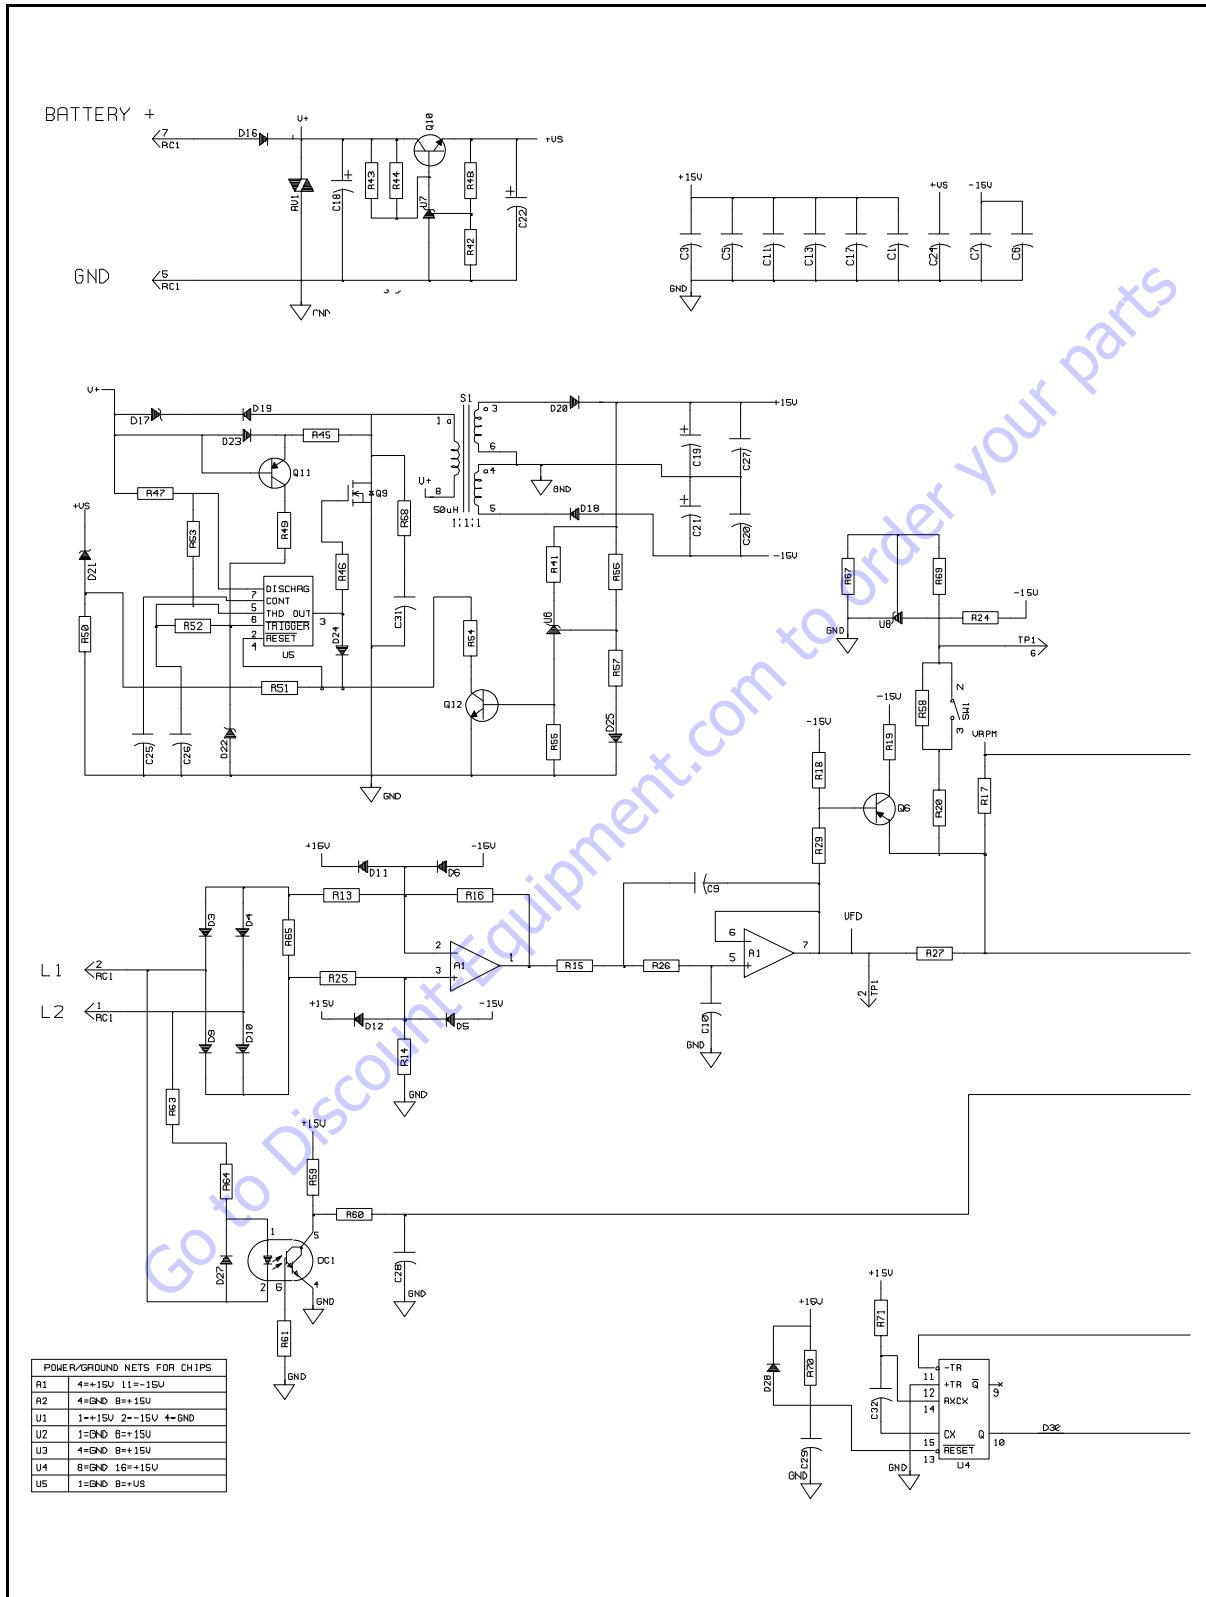 BATTERY +
7
RC1
D16
V+
Q10
+VS
RV1
C18
+
R43
R44
U7
R48
R42
+
C22
GND
5
RC1
GND
+15V
+VS
-15V
C3
C5
C11
C13
C17
C1
C24
C7
C6
GND
V+
D17
D19
D23
R45
Q11
R47
+VS
R53
R49
Q9
R68
D21
R46
DISCHRG
7
CONT
5
THD OUT
6
TRIGGER
2
RESET
4
3
U5
R50
R52
D24
C31
R51
C25
C26
D22
GND
S1
1
3
6
4
5
V+
8
50uH
1:1:1:1
D20
D18
GND
+15V
+
C19
C27
+
C21
C20
-15V
R41
R56
U6
R54
R57
Q12
R55
D25
R67
R69
U8
GND
R24
-15V
TP1
6
R58
2
SW1
3
-15V
-15V
R19
R18
VRPM
Q6
R20
R17
R29
+15V
-15V
D11
D6
R13
R16
D3
D4
R65
2
3
A1
1
L1
2
RC1
L2
1
RC1
R25
+15V
-15V
D12
D5
D9
D10
R14
GND
C9
R15
R26
6
5
A1
7
C10
GND
VFD
2
TP1
R27
R63
+15V
R59
R64
R60
1
5
OC1
D27
2
6
4
GND
C28
GND
R61
GND
+15V
+15V
R71
D28
R70
C32
C29
GND
-TR
11
+TR Q
12
RXCX
14
9
CX Q
15
10
RESET
13
U4
GND
POWER/GROUND NETS FOR CHIPS
A1 4=+15V 11=-15V
A2 4=GND 8=+15V
U1 1=+15V 2=-15V 4=GND
U2 1=GND 6=+15V
U3 4=GND 8=+15V
U4 8=GND 16=+15V
U5 1=GND 8=+VS
Go to Discount-Equipment.com to order your parts